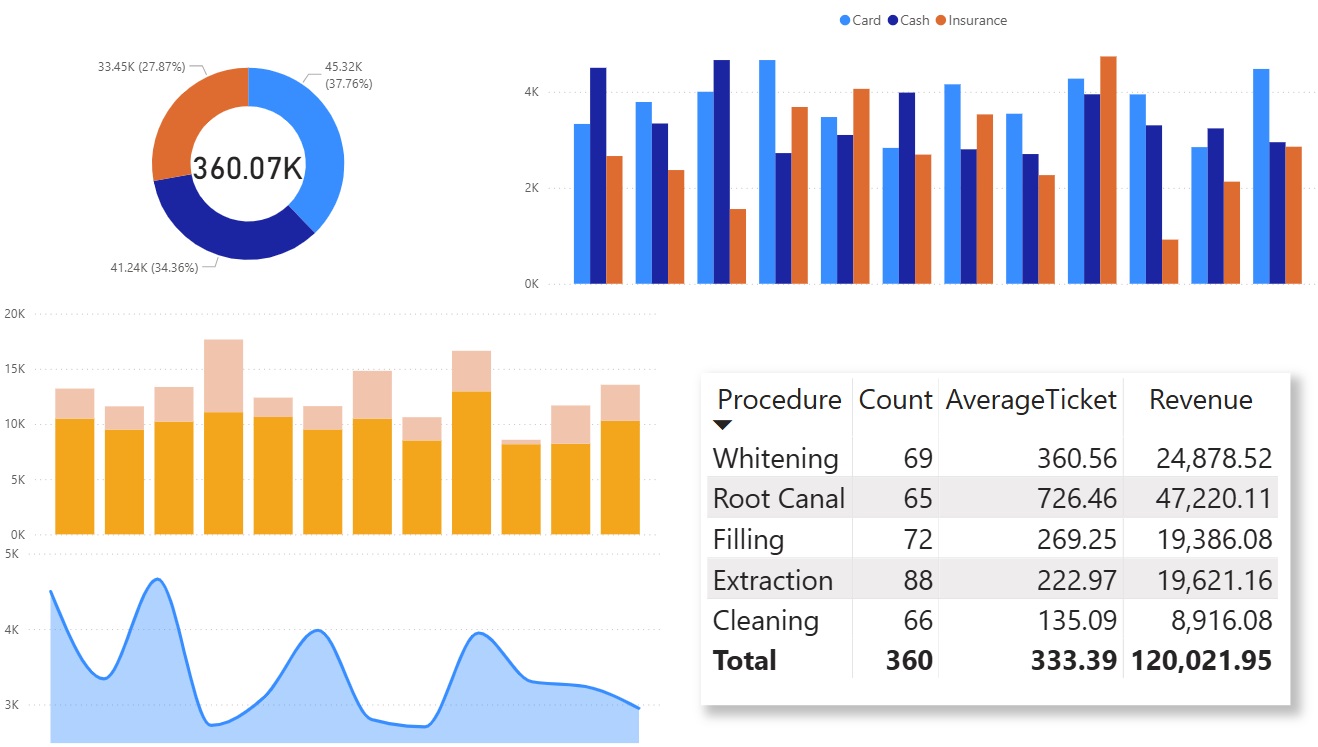 Card Cash Insurance
33.45K (27.87%)
45.32K
(37.76%)
360.07K
41.24K (34.36%)
4K
2K
0K
20K
15K
10K
5K
0K
5K
4K
3K
Procedure Count AverageTicket Revenue
Whitening 69 360.56 24,878.52
Root Canal 65 726.46 47,220.11
Filling 72 269.25 19,386.08
Extraction 88 222.97 19,621.16
Cleaning 66 135.09 8,916.08
Total 360 333.39 120,021.95